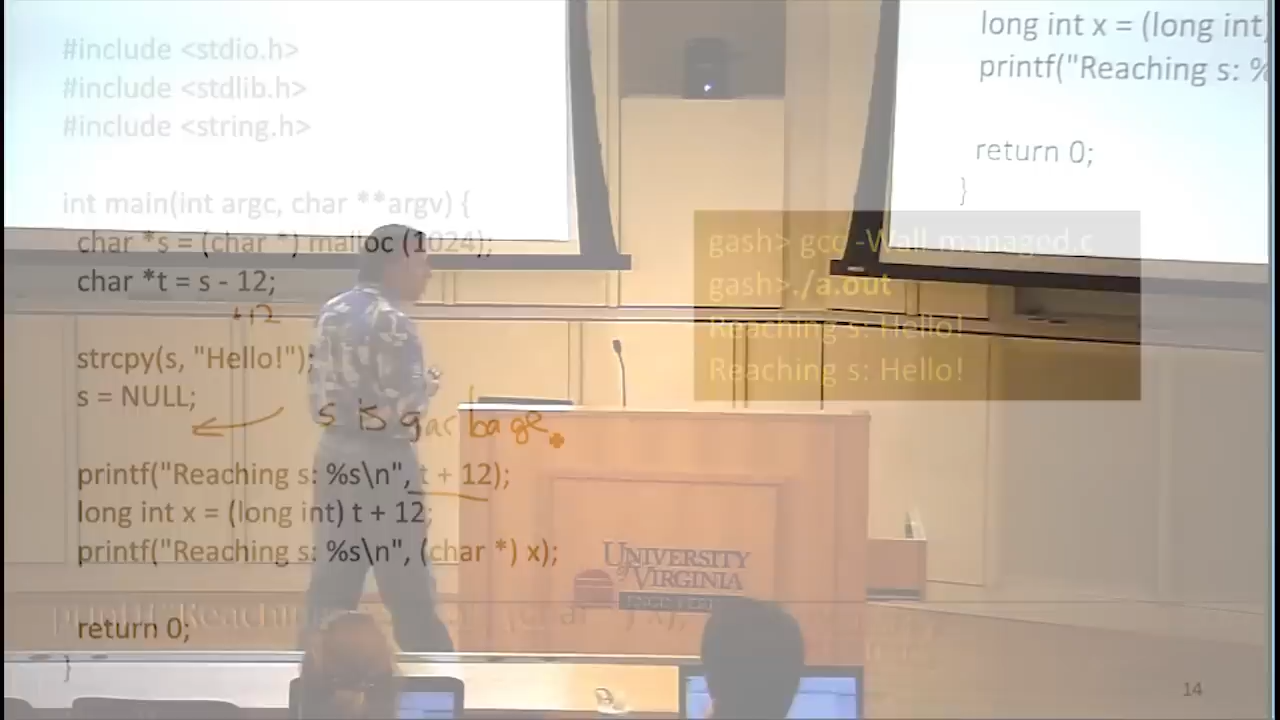 #include <stdio.h>
#include <stdlib.h>
#include <string.h>
int main(int argc, char **argv) {
char *s = (char *) malloc (1024);
char *t = s - 12;
+12
strcpy(s, "Hello!");
s = NULL;
s is garbage
printf("Reaching s: %s\n", t + 12);
long int x = (long int) t + 12;
printf("Reaching s: %s\n", (char *) x);
return 0;
}
long int x = (long int)
printf("Reaching s: %
return 0;
}
gash> gcc -Wall managed.c
gash>./a.out
Reaching s: Hello!
Reaching s: Hello!
UNIVERSITY
of VIRGINIA
printf("Reaching
14